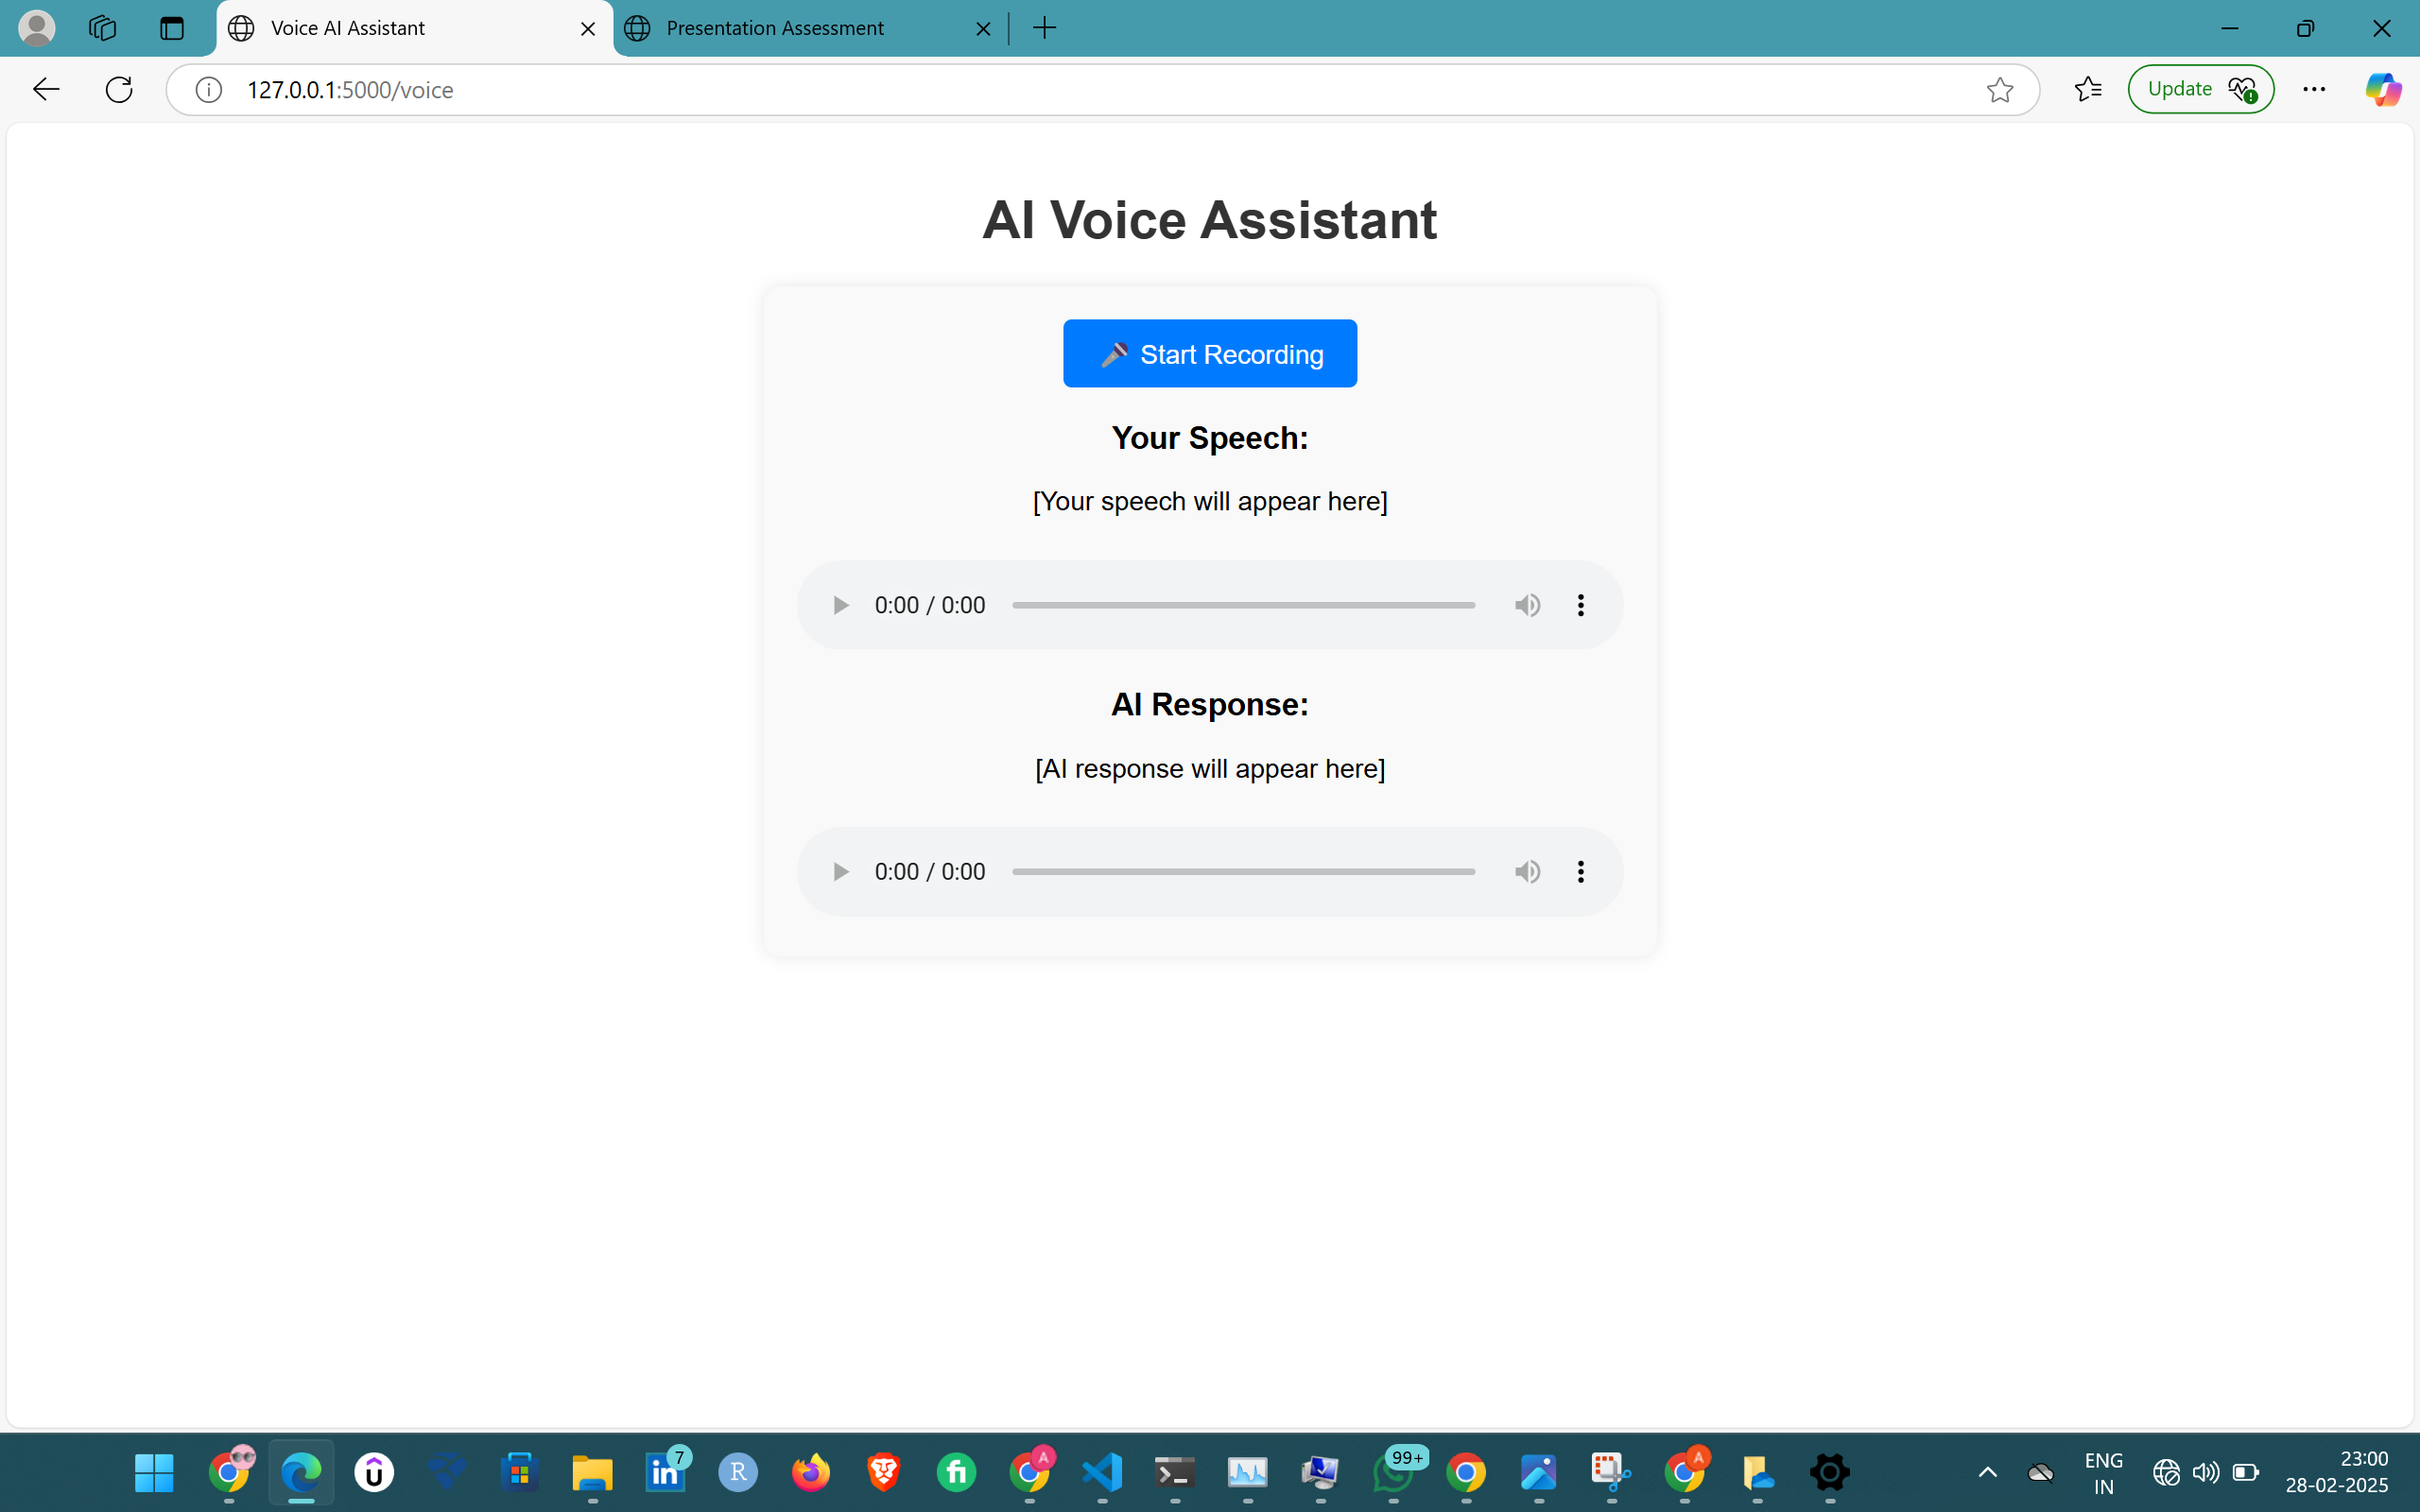 Voice AI Assistant
Presentation Assessment
127.0.0.1:5000/voice
Update
AI Voice Assistant
🎤 Start Recording
Your Speech:
[Your speech will appear here]
0:00 / 0:00
AI Response:
[AI response will appear here]
0:00 / 0:00
7
R
A
99+
A
ENG
IN
23:00
28-02-2025